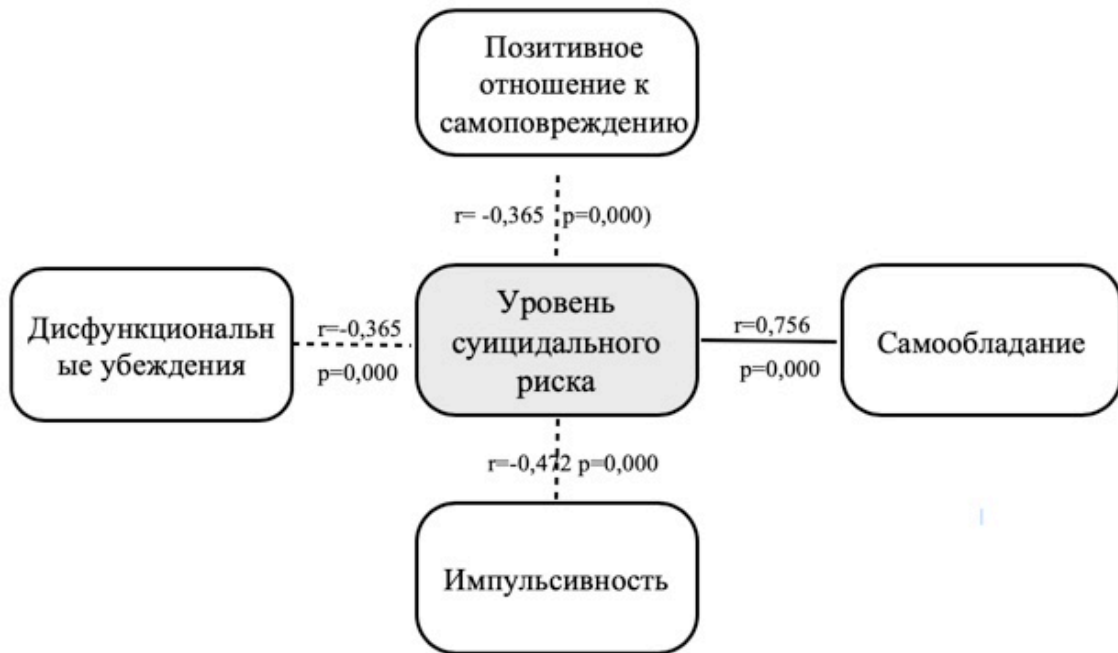 Позитивное
отношение к
самоповреждению
r= -0,365 p=0,000)
Дисфункциональн
ые убеждения
r=-0,365
p=0,000
Уровень
суицидального
риска
r=0,756
p=0,000
Самообладание
r=-0,472 p=0,000
Импульсивность